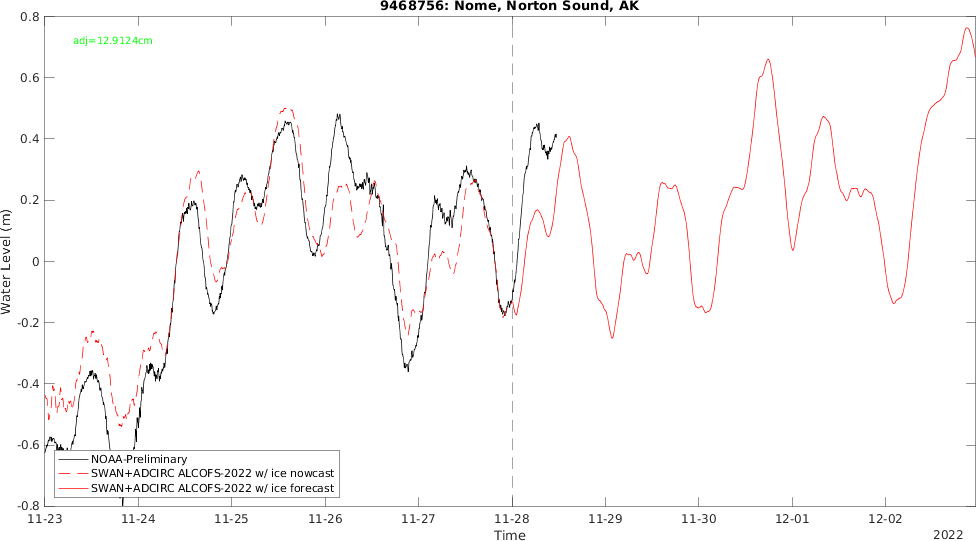 9468756: Nome, Norton Sound, AK
adj=12.9124cm
Water Level (m)
0.8
0.6
0.4
0.2
0
-0.2
-0.4
-0.6
-0.8
NOAA-Preliminary
SWAN+ADCIRC ALCOFS-2022 w/ ice nowcast
SWAN+ADCIRC ALCOFS-2022 w/ ice forecast
11-23 11-24 11-25 11-26 11-27 11-28 11-29 11-30 12-01 12-02
Time
2022